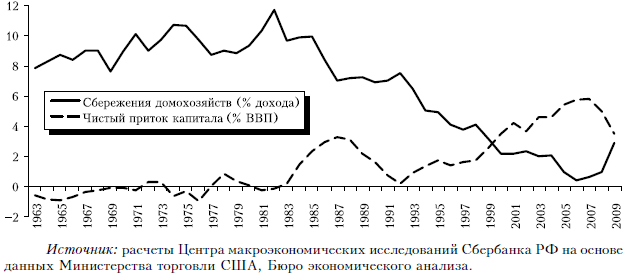 12
10
8
6
4
2
0
−2
Сбережения домохозяйств (% дохода)
Чистый приток капитала (% ВВП)
1963 1965 1967 1969 1971 1973 1975 1977 1979 1981 1983 1985 1987 1989 1991 1993 1995 1997 1999 2001 2003 2005 2007 2009
Источник: расчеты Центра макроэкономических исследований Сбербанка РФ на основе
данных Министерства торговли США, Бюро экономического анализа.